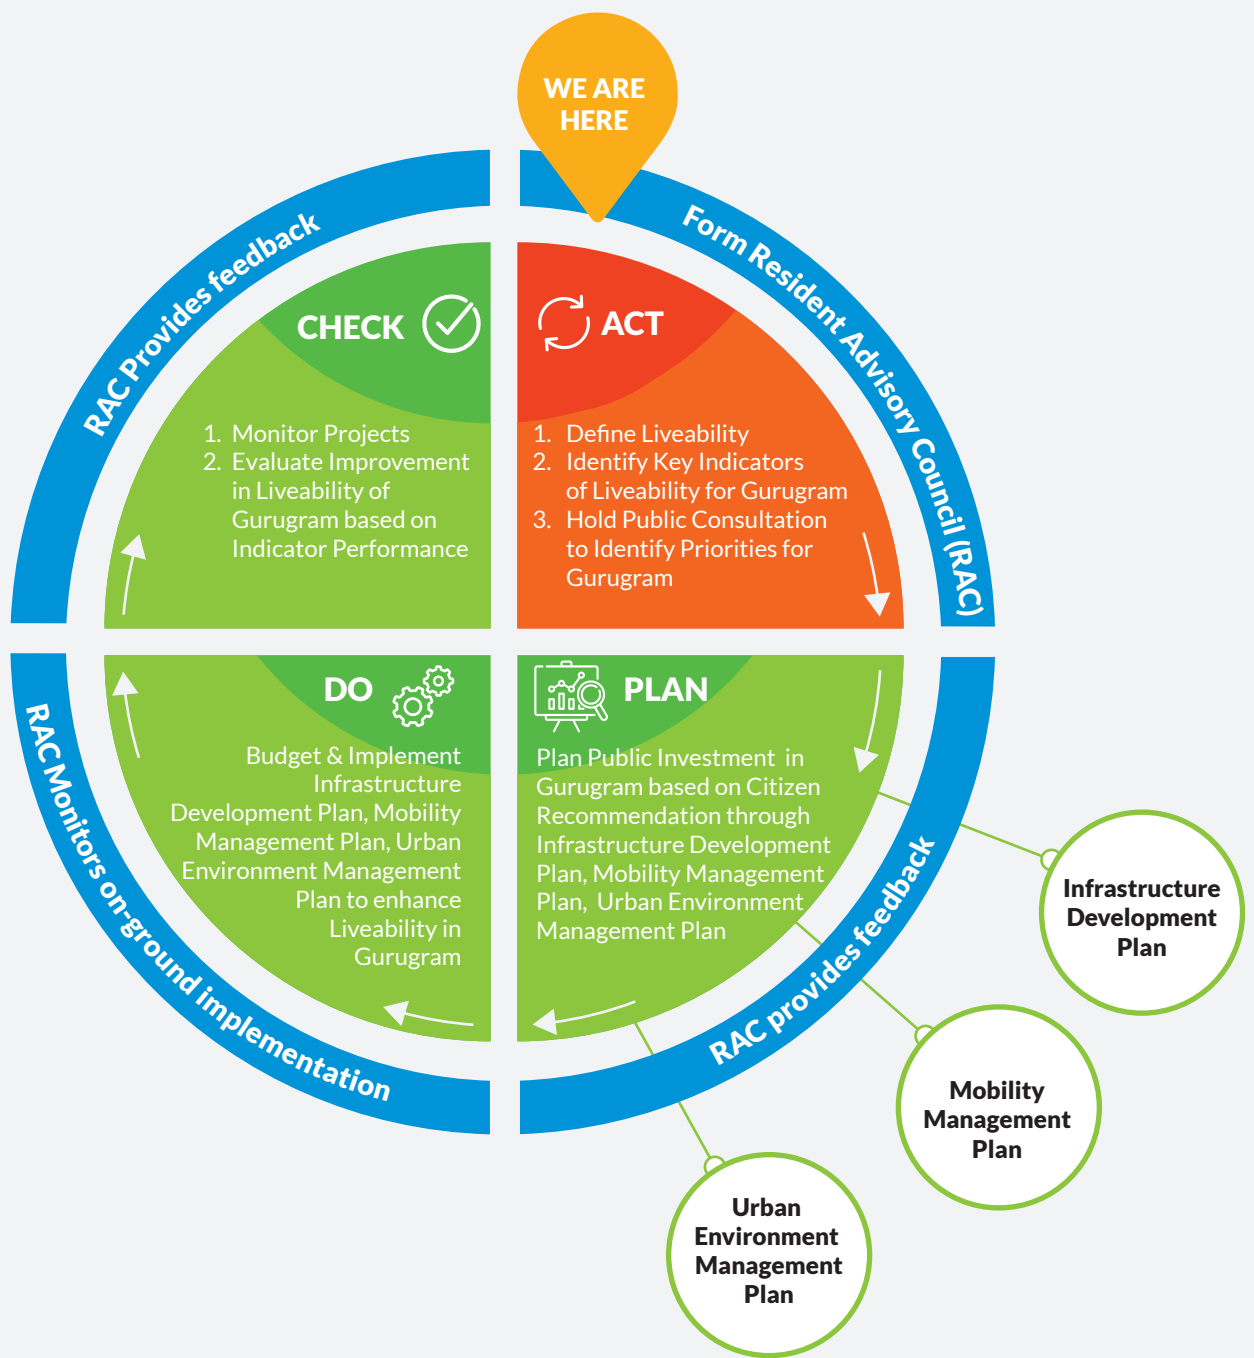 WE ARE
HERE
RAC Provides feedback
Form Resident Advisory Council (RAC)
CHECK
1. Monitor Projects
2. Evaluate Improvement
in Liveability of
Gurugram based on
Indicator Performance
ACT
1. Define Liveability
2. Identify Key Indicators
of Liveability for Gurugram
3. Hold Public Consultation
to Identify Priorities for
Gurugram
DO
Budget & Implement
Infrastructure
Development Plan, Mobility
Management Plan, Urban
Environment Management
Plan to enhance
Liveability in
Gurugram
PLAN
Plan Public Investment in
Gurugram based on Citizen
Recommendation through
Infrastructure Development
Plan, Mobility Management
Plan, Urban Environment
Management Plan
RAC Monitors on-ground implementation
RAC provides feedback
Infrastructure
Development
Plan
Mobility
Management
Plan
Urban
Environment
Management
Plan